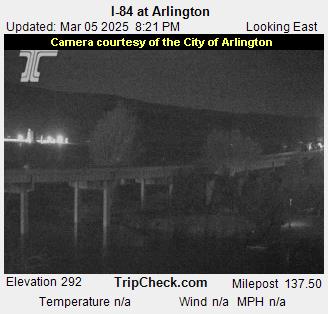 I-84 at Arlington
Updated: Mar 05 2025 8:21 PM Looking East
Camera courtesy of the City of Arlington
Elevation 292 TripCheck.com Milepost 137.50
Temperature n/a Wind n/a MPH n/a